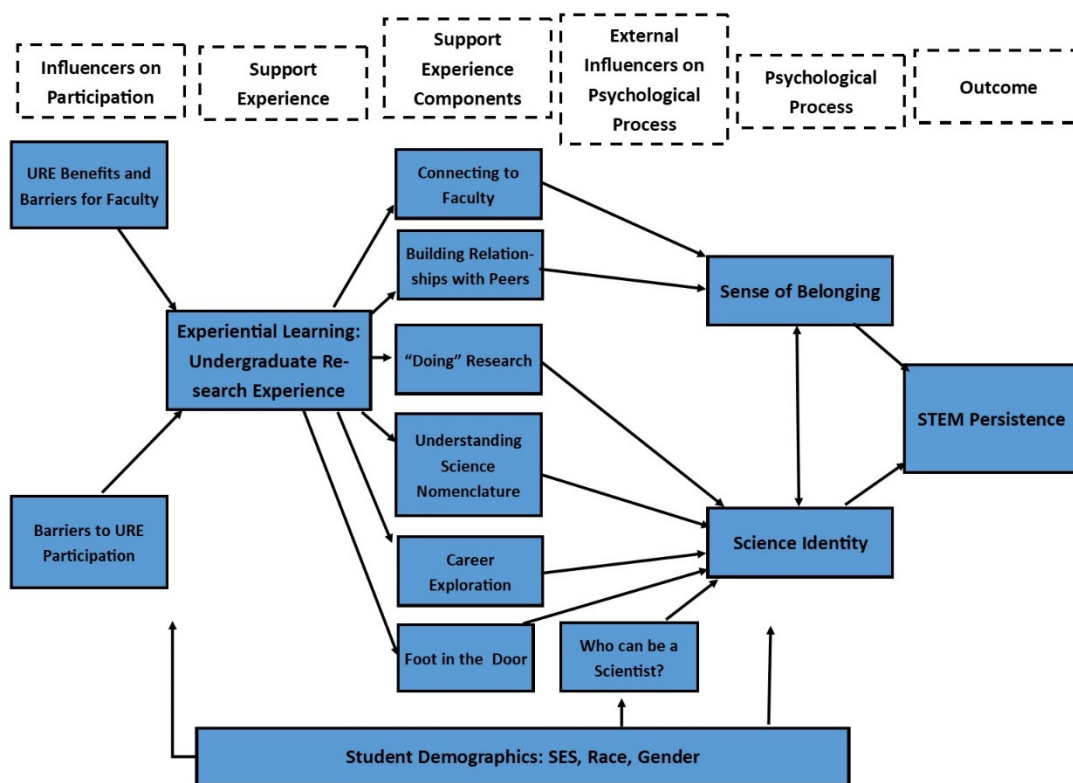 Influencers on
Participation
Support
Experience
Support
Experience
Components
External
Influencers on
Psychological
Process
Psychological
Process
Outcome
URE Benefits and
Barriers for Faculty
Experiential Learning:
Undergraduate Re-
search Experience
Barriers to URE
Participation
Connecting to
Faculty
Building Relation-
ships with Peers
“Doing” Research
Understanding
Science
Nomenclature
Career
Exploration
Foot in the Door
Who can be a
Scientist?
Sense of Belonging
Science Identity
STEM Persistence
Student Demographics: SES, Race, Gender